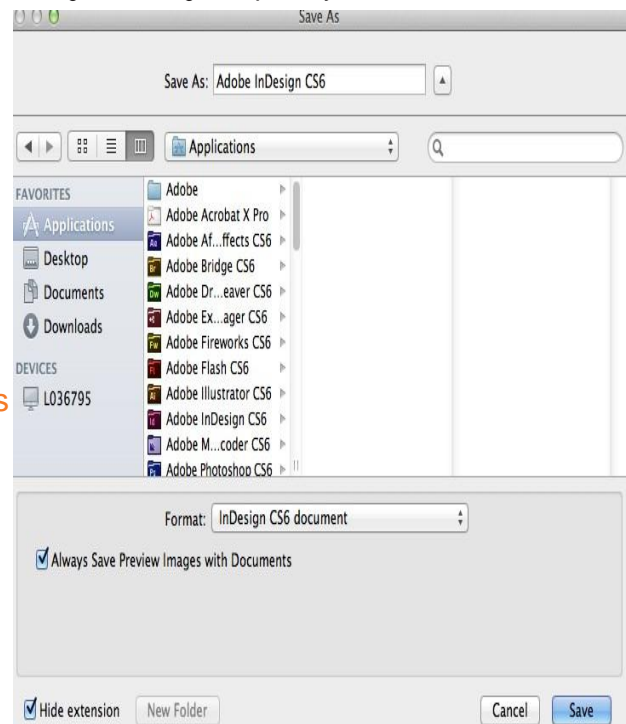 Save As
Save As: Adobe InDesign CS6
Applications
FAVORITES
Applications
Desktop
Documents
Downloads
DEVICES
L036795
Adobe
Adobe Acrobat X Pro
Adobe Af...ffects CS6
Adobe Bridge CS6
Adobe Dr...eaver CS6
Adobe Ex...ager CS6
Adobe Fireworks CS6
Adobe Flash CS6
Adobe Illustrator CS6
Adobe InDesign CS6
Adobe M...coder CS6
Adobe Photoshop CS6
s
Format: InDesign CS6 document
Always Save Preview Images with Documents
Hide extension
New Folder
Cancel
Save